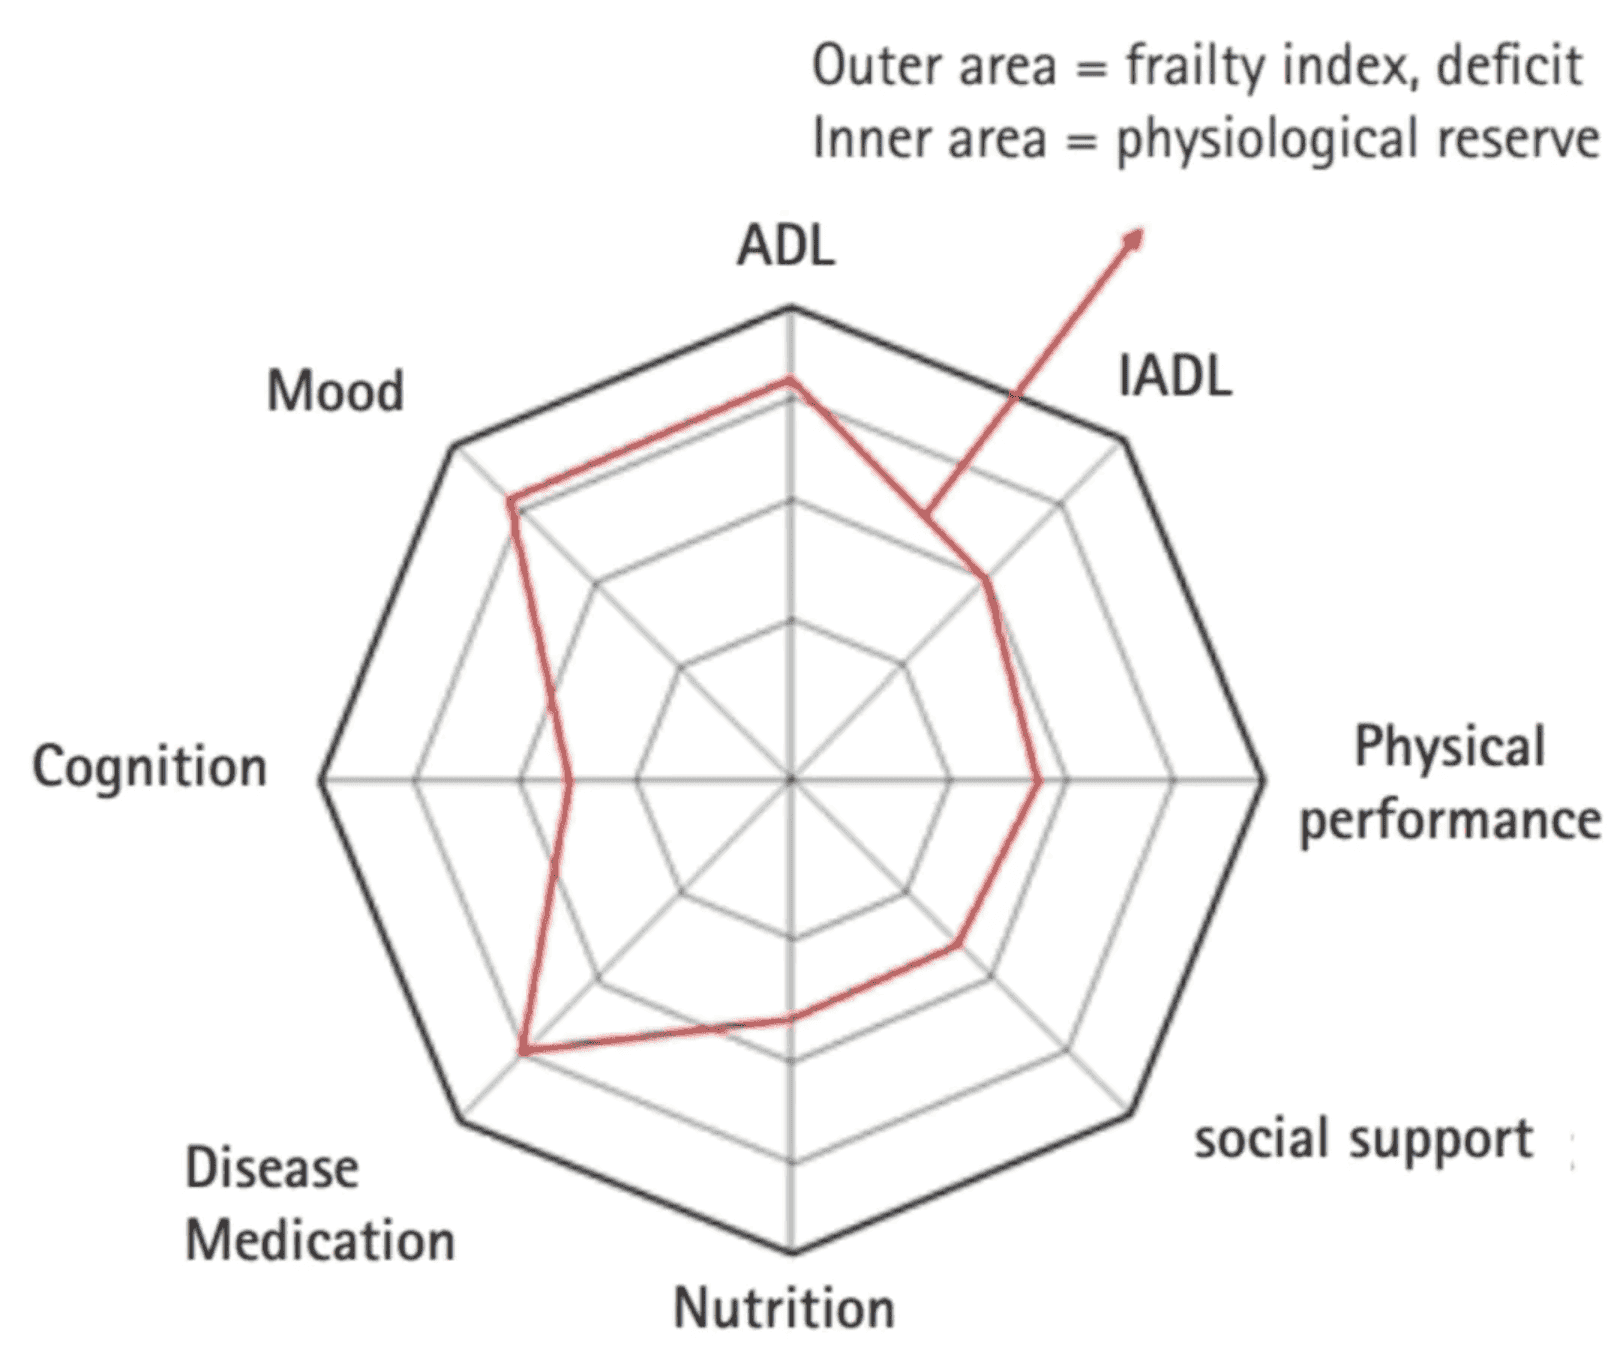 Outer area = frailty index, deficit
Inner area = physiological reserve
ADL
IADL
Mood
Physical
performance
Cognition
social support
Disease
Medication
Nutrition